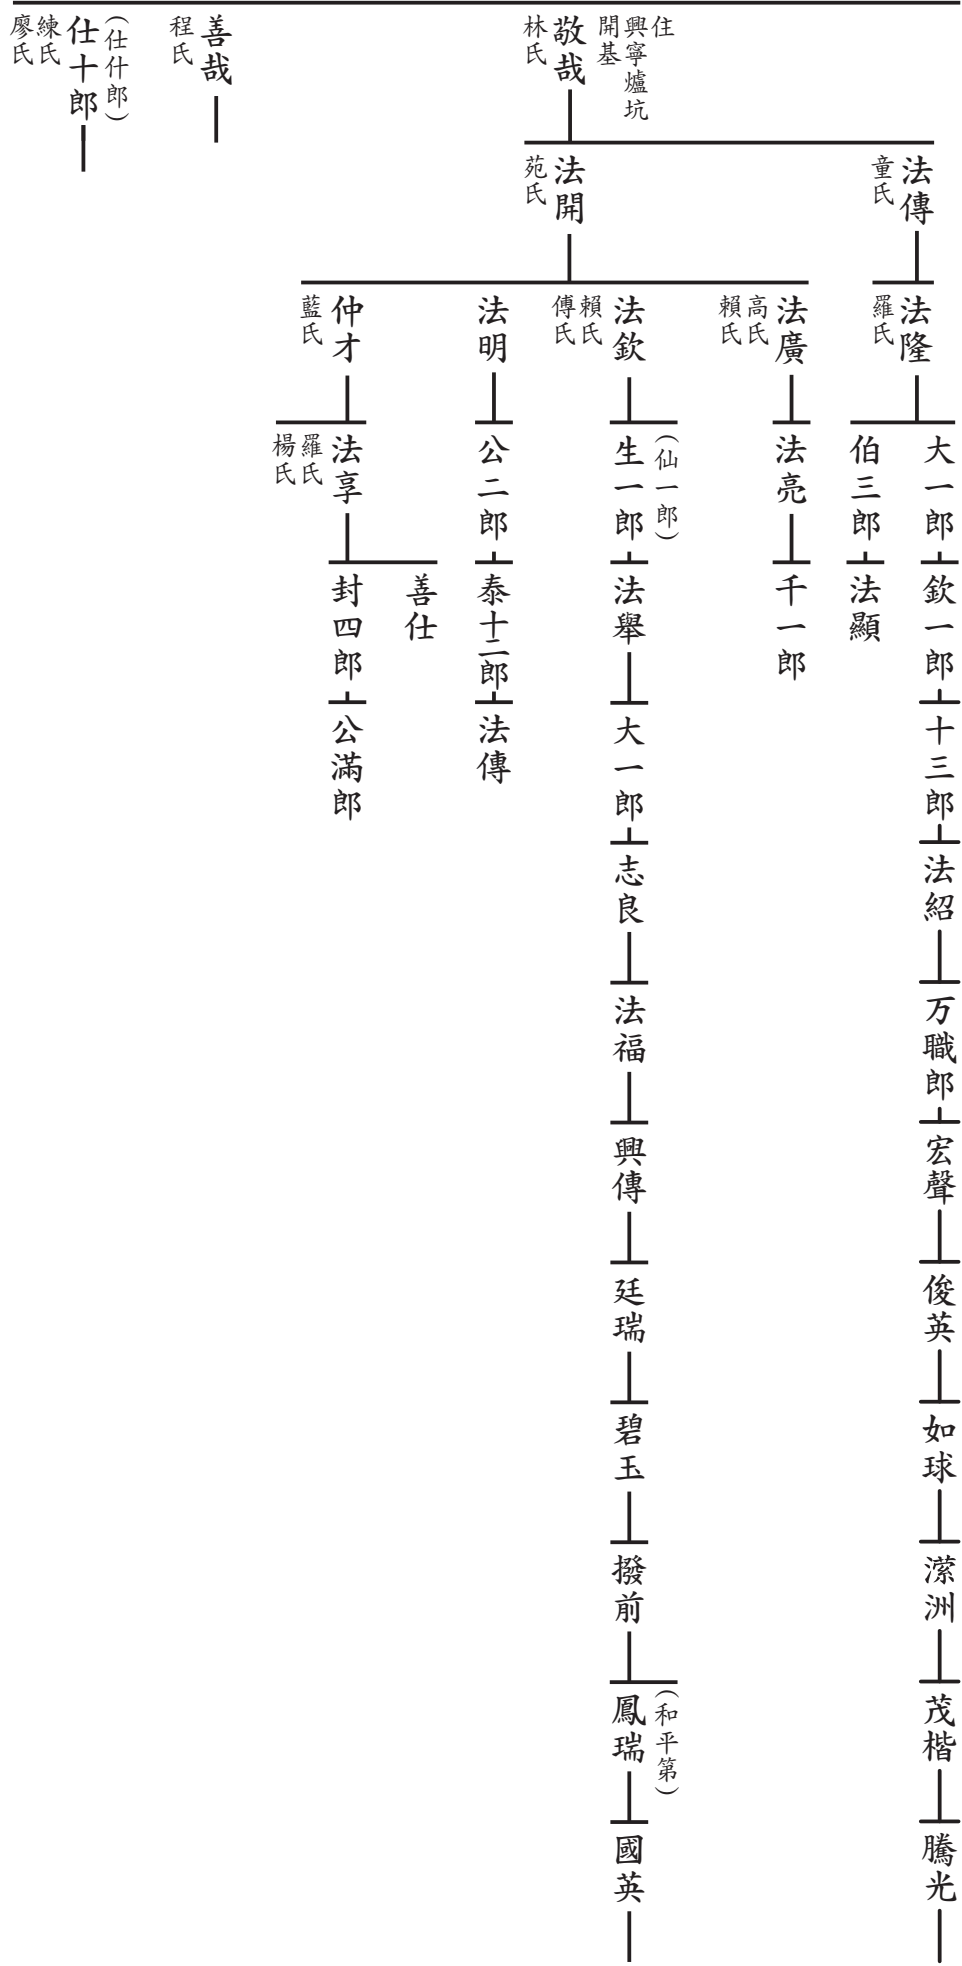 住
興寧爐坑
開基
敬哉
林氏
善哉
程氏
(仕什郎)
仕十郎
練氏
廖氏
法傳
童氏
法開
苑氏
法隆
羅氏
法廣
高氏
賴氏
法欽
賴氏
傅氏
法明
仲才
藍氏
大一郎
伯三郎
法亮
(仙一郎)
生一郎
公二郎
法享
羅氏
楊氏
欽一郎
法顯
千一郎
法舉
泰十二郎
善仕
封四郎
十三郎
大一郎
法傳
公滿郎
法紹
志良
万職郎
法福
宏聲
興傳
俊英
廷瑞
如球
碧玉
潆洲
撥前
茂楷
(和平第)
鳳瑞
騰光
國英